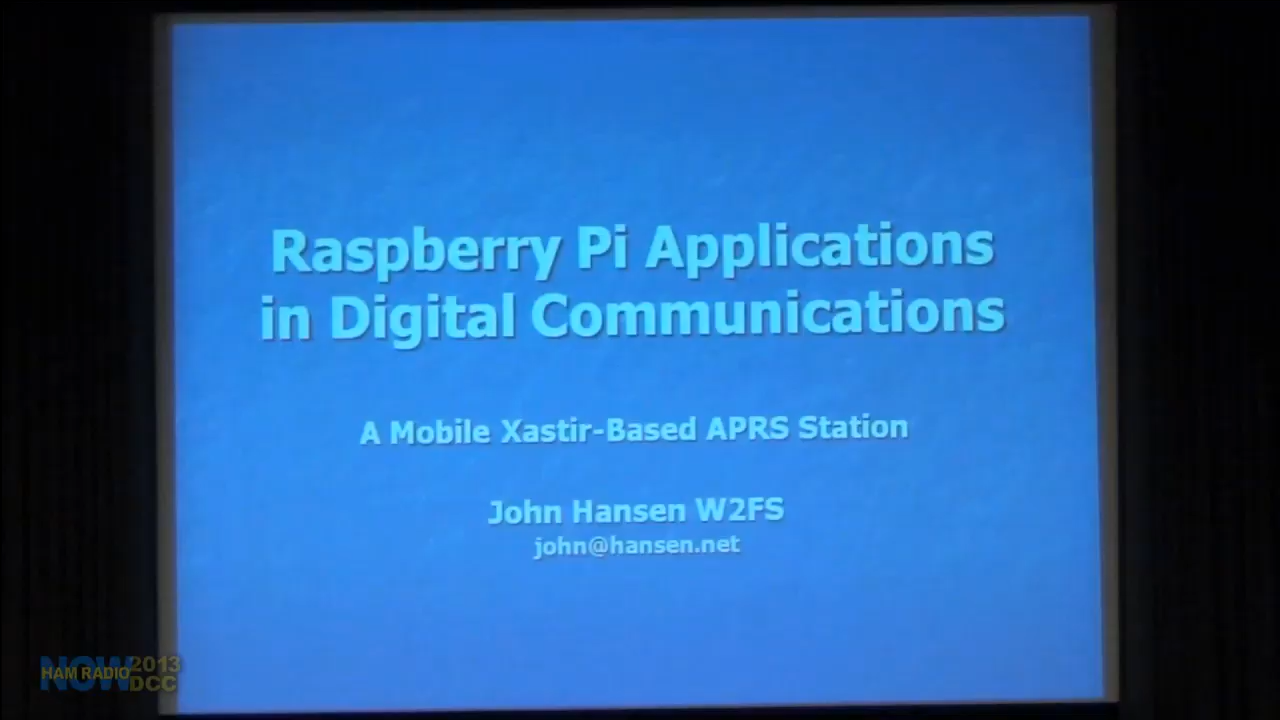 Raspberry Pi Applications
in Digital Communications
A Mobile Xastir-Based APRS Station
John Hansen W2FS
john@hansen.net
NOW
HAM RADIO
2013
DCC